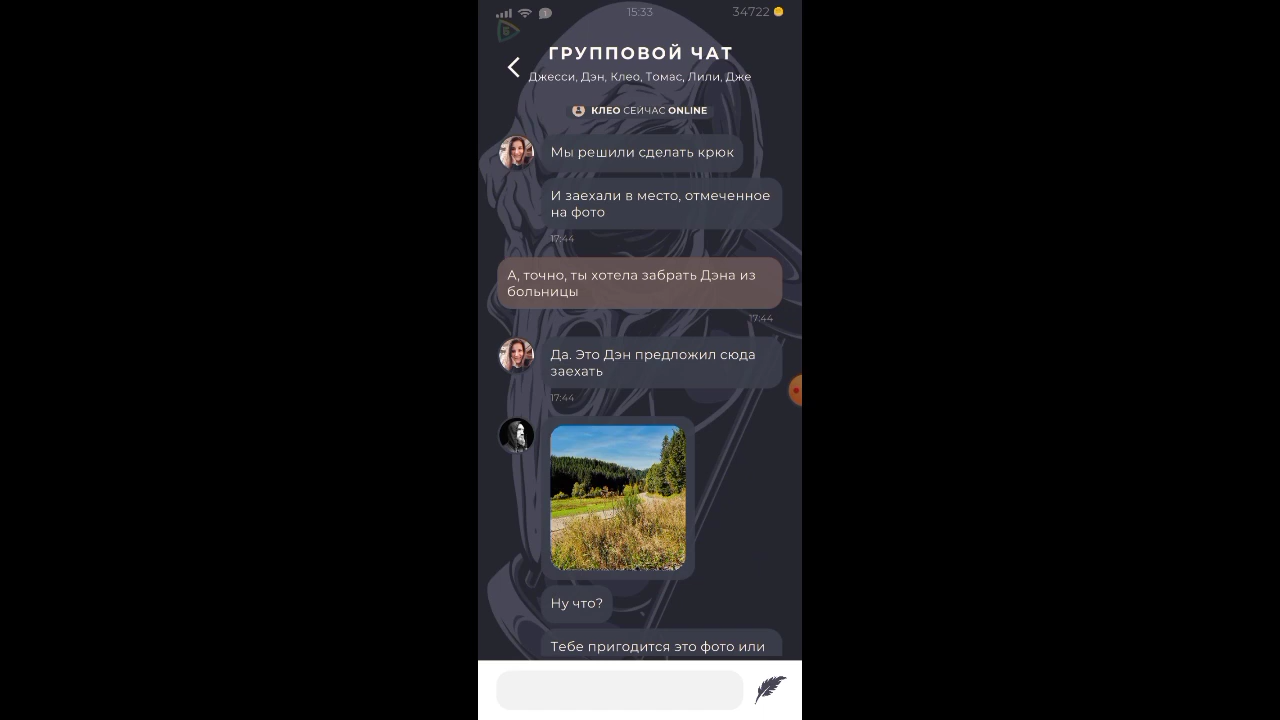 15:33
34722
ГРУППОВОЙ ЧАТ
Джесси, Дэн, Клео, Томас, Лили, Дже
КЛЕО СЕЙЧАС ONLINE
Мы решили сделать крюк
И заехали в место, отмеченное
на фото
17:44
А, точно, ты хотела забрать Дэна из
больницы
17:44
Да. Это Дэн предложил сюда
заехать
17:44
Ну что?
Тебе пригодится это фото или